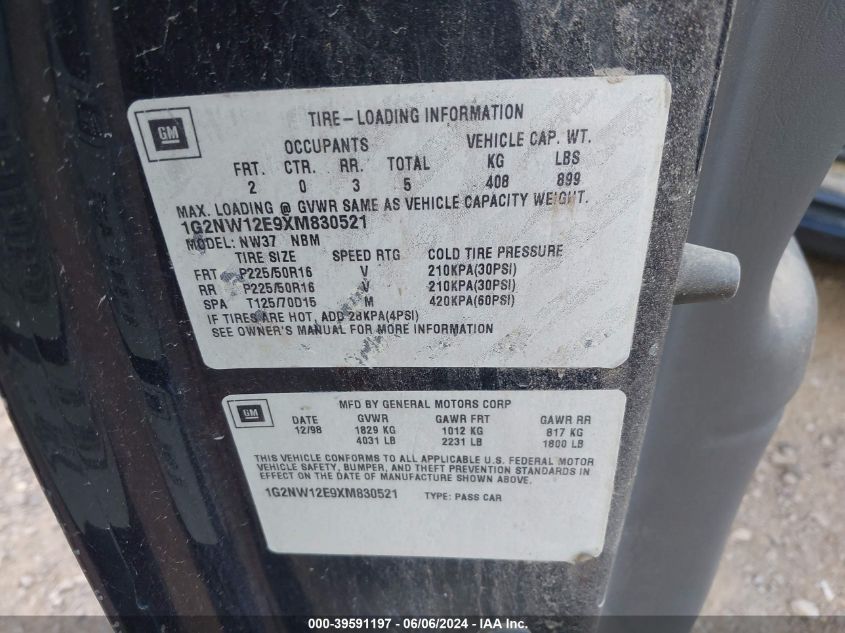 GM
TIRE-LOADING INFORMATION
OCCUPANTS VEHICLE CAP. WT.
FRT. CTR. RR. TOTAL KG LBS
2 0 3 5 408 899
MAX. LOADING @ GVWR SAME AS VEHICLE CAPACITY WEIGHT.
1G2NW12E9XM830521
MODEL: NW37 NBM
TIRE SIZE SPEED RTG COLD TIRE PRESSURE
FRT P225/50R16 V 210KPA(30PSI)
RR P225/50R16 V 210KPA(30PSI)
SPA T125/70D15 M 420KPA(60PSI)
IF TIRES ARE HOT, ADD 28KPA(4PSI)
SEE OWNER'S MANUAL FOR MORE INFORMATION
GM
MFD BY GENERAL MOTORS CORP
DATE GVWR GAWR FRT GAWR RR
12/98 1829 KG 1012 KG 817 KG
4031 LB 2231 LB 1800 LB
THIS VEHICLE CONFORMS TO ALL APPLICABLE U.S. FEDERAL MOTOR
VEHICLE SAFETY, BUMPER, AND THEFT PREVENTION STANDARDS IN
EFFECT ON THE DATE OF MANUFACTURE SHOWN ABOVE.
1G2NW12E9XM830521 TYPE: PASS CAR
000-39591197 - 06/06/2024 - IAA Inc.